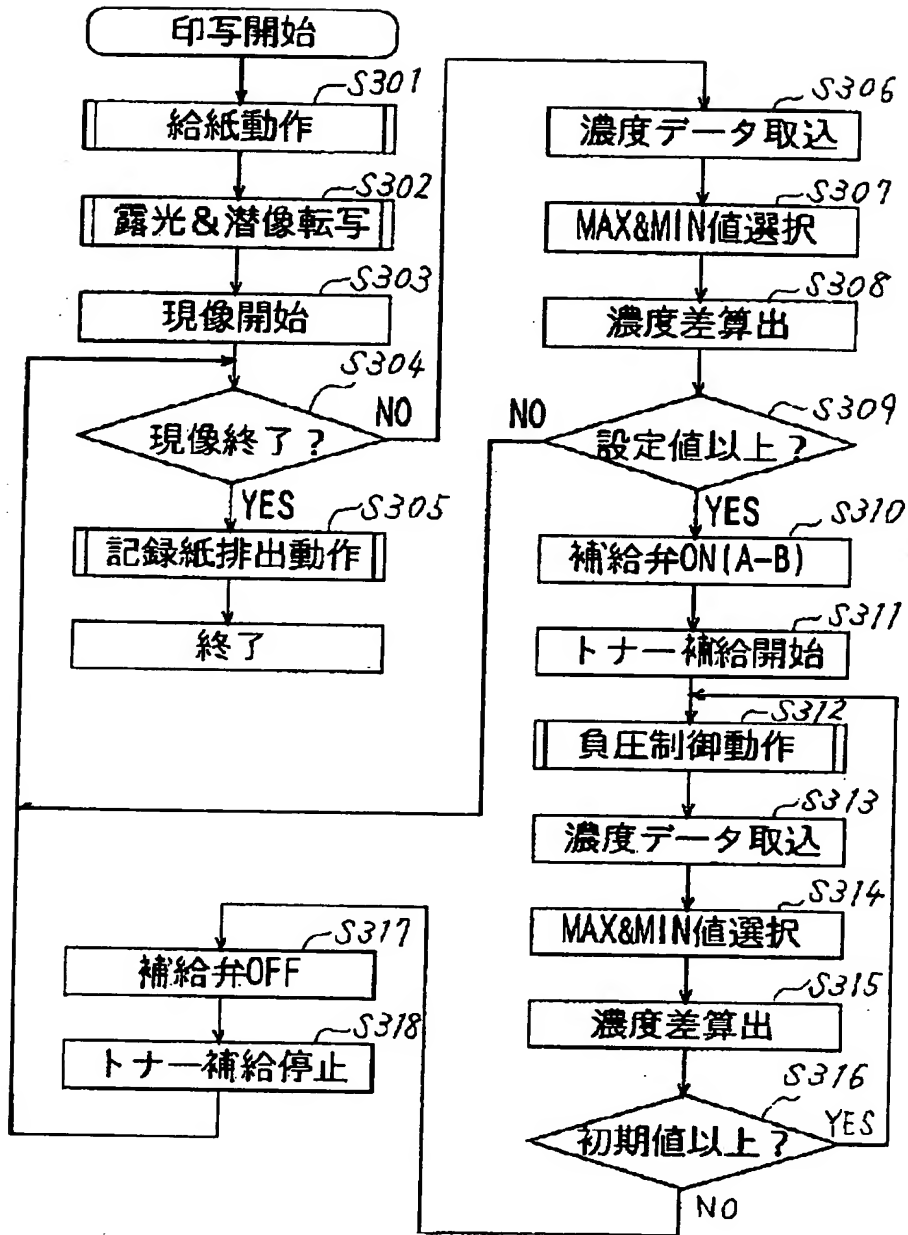 印写開始
S301
給紙動作
S302
露光&潜像転写
S303
現像開始
S304
現像終了?
NO
YES
S305
記録紙排出動作
終了
S306
濃度データ取込
S307
MAX&MIN値選択
S308
濃度差算出
S309
NO
設定値以上?
YES
S310
補給弁ON(A-B)
S311
トナー補給開始
S312
負圧制御動作
S313
濃度データ取込
S314
MAX&MIN値選択
S315
濃度差算出
S316
初期値以上?
YES
NO
S317
補給弁OFF
S318
トナー補給停止